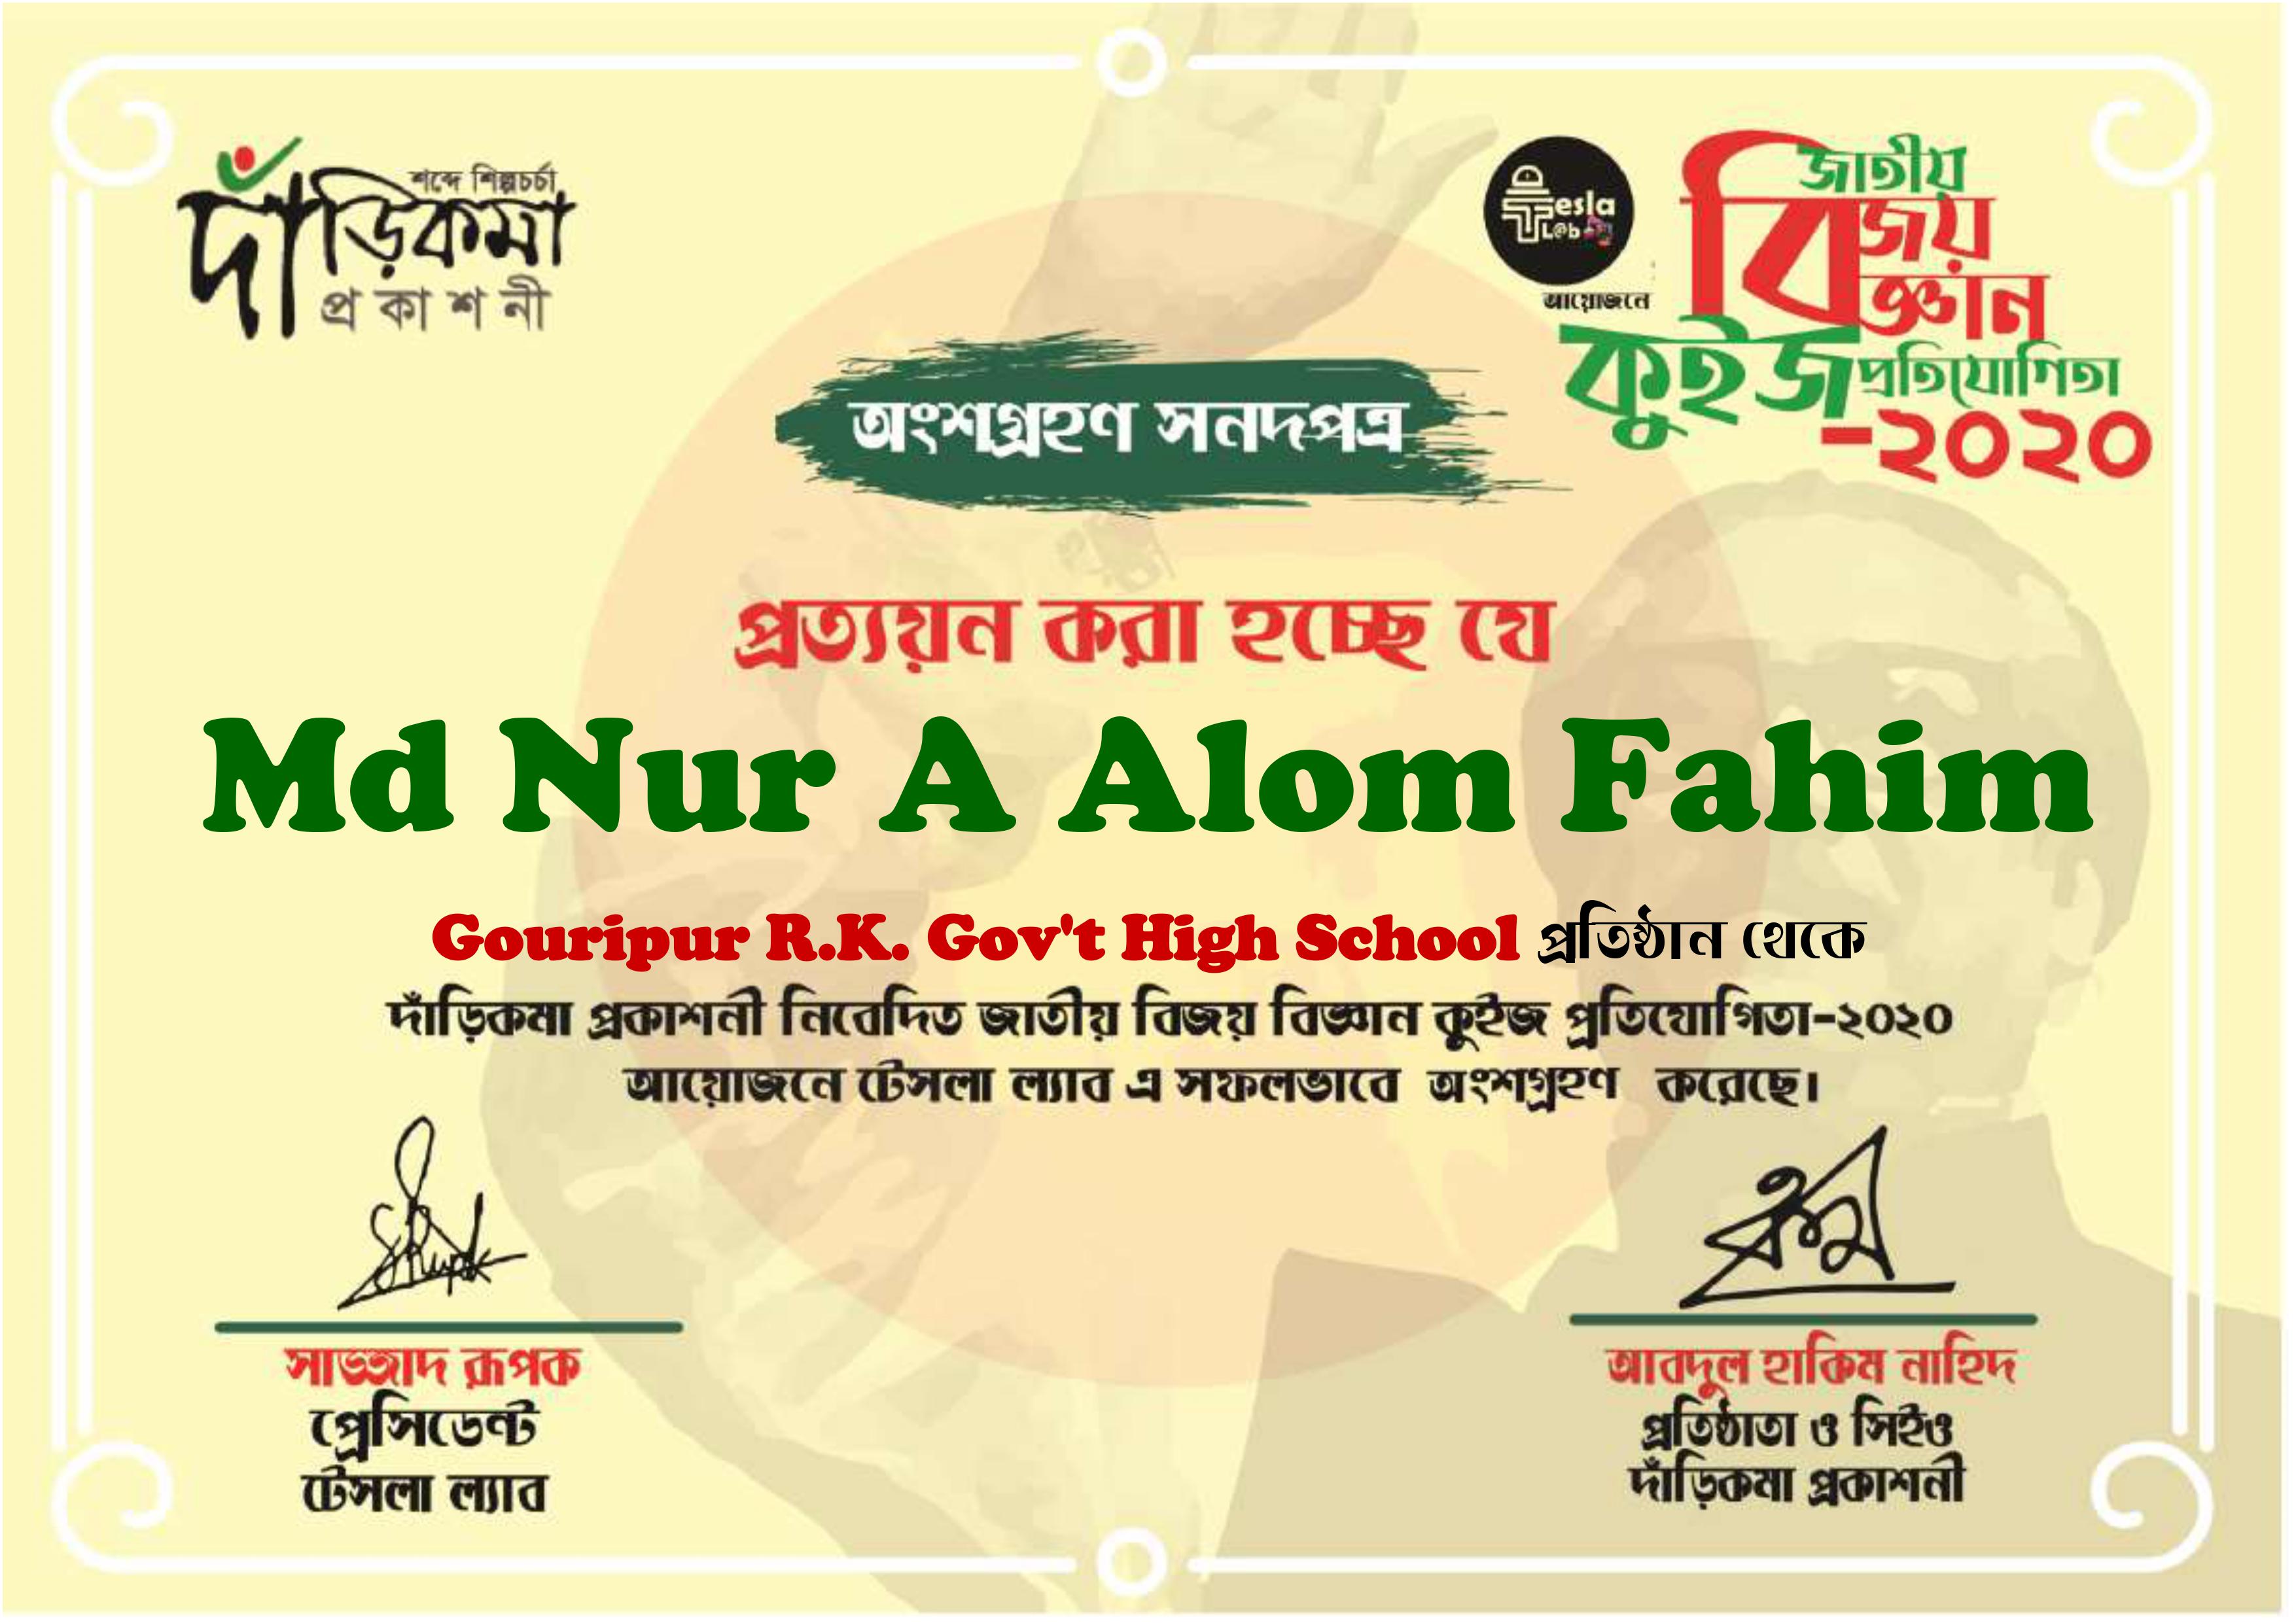 শব্দে শিল্পচর্চা
দাঁড়িকমা
প্রকাশনী
Tesla
L@b
আয়োজনে
জাতীয়
বিজয়
বিজ্ঞান
কুইজ প্রতিযোগিতা
-২০২০
অংশগ্রহণ সনদপত্র
প্রত্যয়ন করা হচ্ছে যে
Md Nur A Alom Fahim
Gouripur R.K. Gov't High School প্রতিষ্ঠান থেকে
দাঁড়িকমা প্রকাশনী নিবেদিত জাতীয় বিজয় বিজ্ঞান কুইজ প্রতিযোগিতা-২০২০
আয়োজনে টেসলা ল্যাব এ সফলভাবে অংশগ্রহণ করেছে।
সাজ্জাদ রূপক
প্রেসিডেন্ট
টেসলা ল্যাব
আবদুল হাকিম নাহিদ
প্রতিষ্ঠাতা ও সিইও
দাঁড়িকমা প্রকাশনী